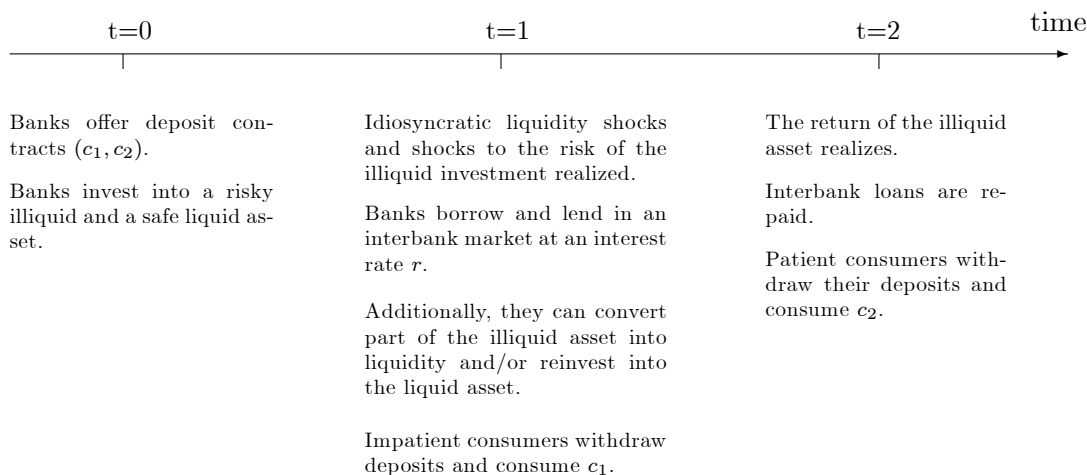 t=0
t=1
t=2
time
Banks offer deposit con-
tracts (c₁, c₂).
Banks invest into a risky
illiquid and a safe liquid as-
set.
Idiosyncratic liquidity shocks
and shocks to the risk of the
illiquid investment realized.
Banks borrow and lend in an
interbank market at an interest
rate r.
Additionally, they can convert
part of the illiquid asset into
liquidity and/or reinvest into
the liquid asset.
Impatient consumers withdraw
deposits and consume c₁.
The return of the illiquid
asset realizes.
Interbank loans are re-
paid.
Patient consumers with-
draw their deposits and
consume c₂.